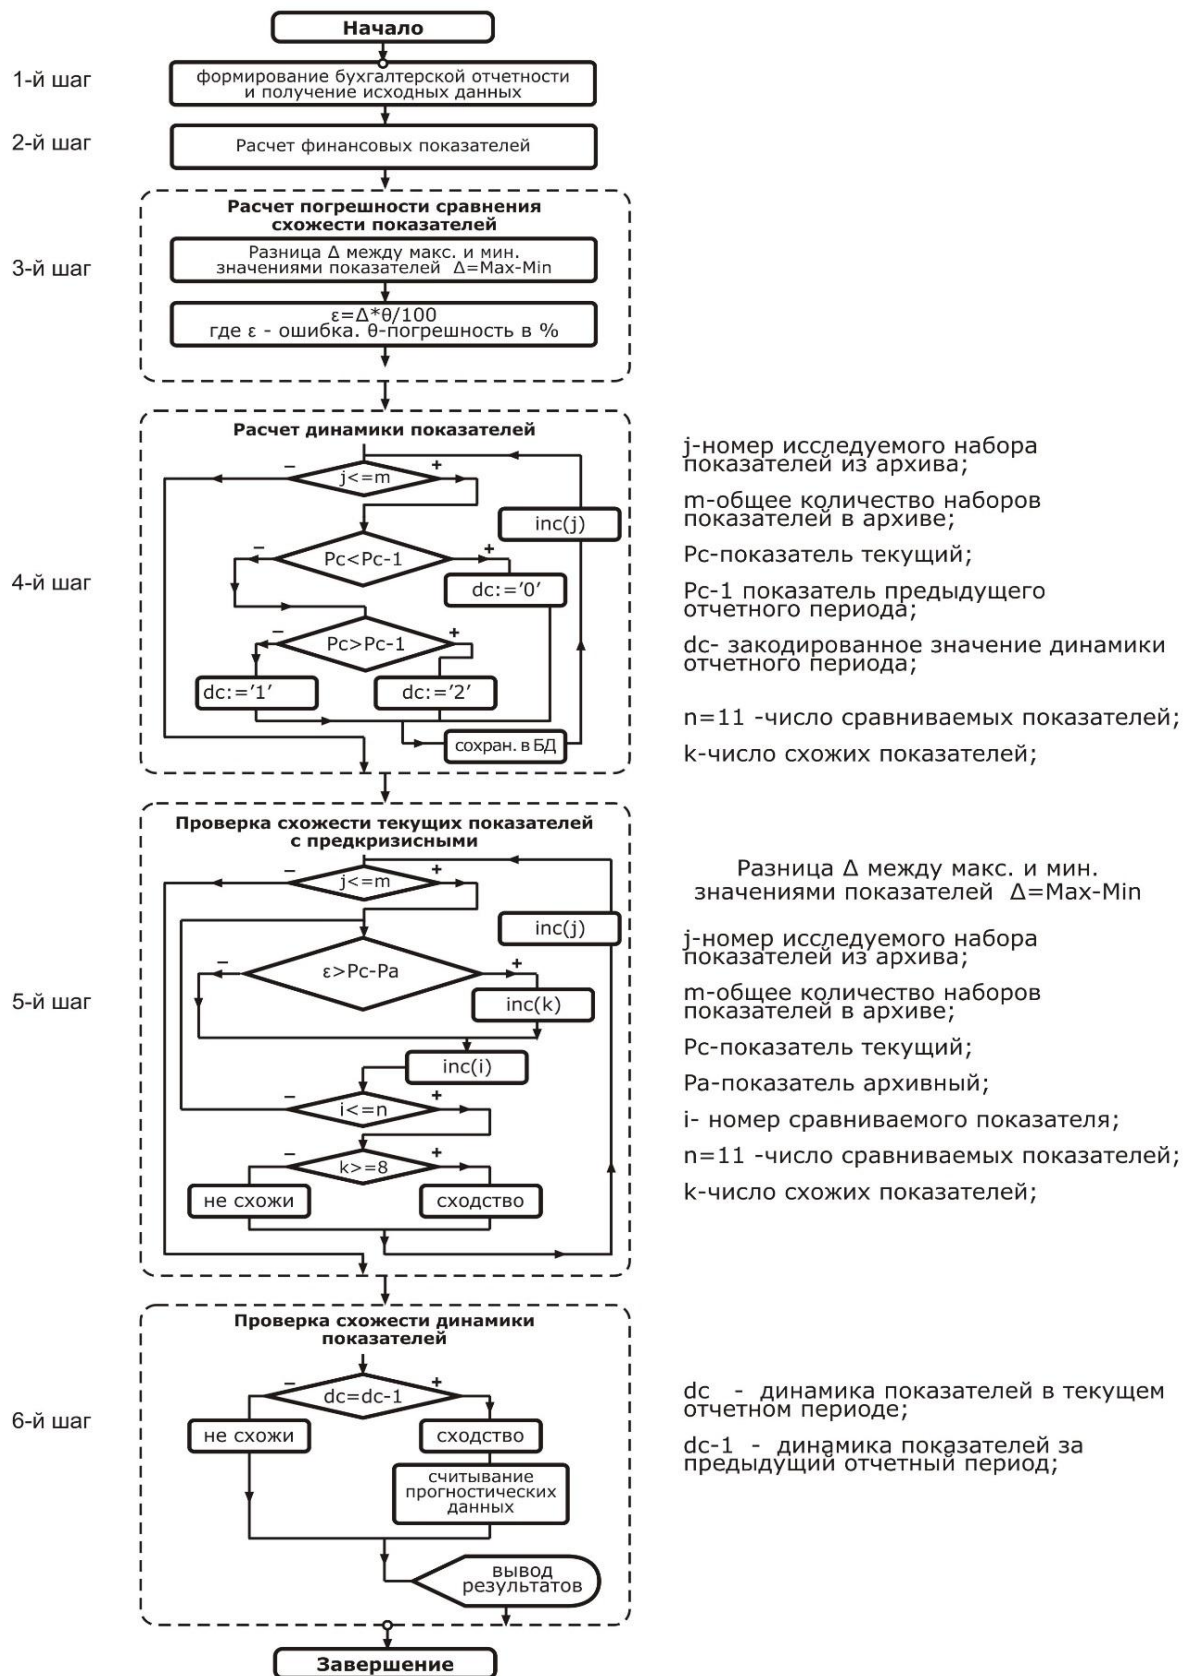 Начало
1-й шаг
формирование бухгалтерской отчетности
и получение исходных данных
2-й шаг
Расчет финансовых показателей
Расчет погрешности сравнения
схожести показателей
3-й шаг
Разница Δ между макс. и мин.
значениями показателей Δ=Max-Min
ε=Δ*θ/100
где ε - ошибка. θ-погрешность в %
4-й шаг
Расчет динамики показателей
–
+
j<=m
inc(j)
–
+
Pc<Pc-1
dc:='0'
–
+
Pc>Pc-1
dc:='1'
dc:='2'
сохран. в БД
j-номер исследуемого набора
показателей из архива;
m-общее количество наборов
показателей в архиве;
Pc-показатель текущий;
Pc-1 показатель предыдущего
отчетного периода;
dc- закодированное значение динамики
отчетного периода;
n=11 -число сравниваемых показателей;
k-число схожих показателей;
5-й шаг
Проверка схожести текущих показателей
с предкризисными
–
+
j<=m
inc(j)
–
+
ε>Pc-Pa
inc(k)
inc(i)
–
+
i<=n
–
+
k>=8
не схожи
сходство
Разница Δ между макс. и мин.
значениями показателей Δ=Max-Min
j-номер исследуемого набора
показателей из архива;
m-общее количество наборов
показателей в архиве;
Pc-показатель текущий;
Pa-показатель архивный;
i- номер сравниваемого показателя;
n=11 -число сравниваемых показателей;
k-число схожих показателей;
6-й шаг
Проверка схожести динамики
показателей
–
+
dc=dc-1
не схожи
сходство
считывание
прогностических
данных
вывод
результатов
dc - динамика показателей в текущем
отчетном периоде;
dc-1 - динамика показателей за
предыдущий отчетный период;
Завершение